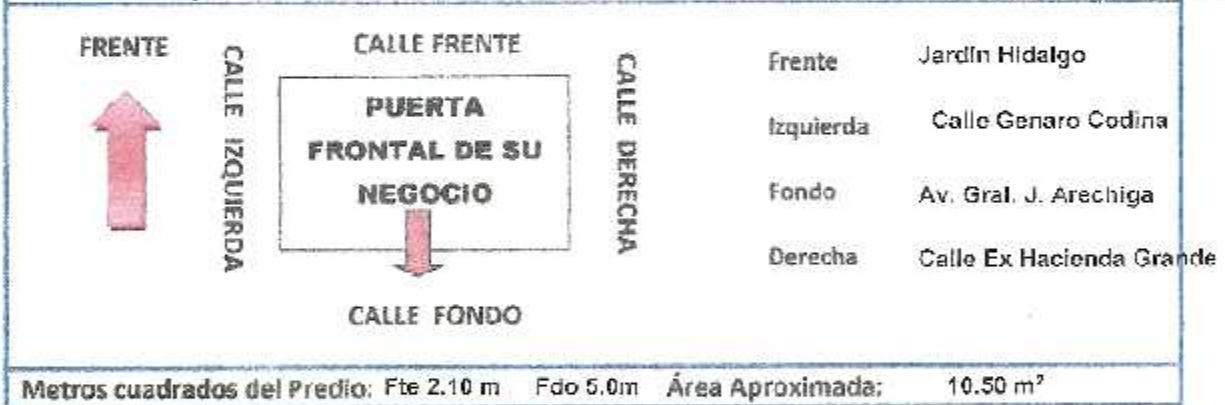 FRENTE
CALLE IZQUIERDA
CALLE FRENTE
PUERTA
FRONTAL DE SU
NEGOCIO
CALLE FONDO
CALLE DERECHA
Frente Jardín Hidalgo
Izquierda Calle Genaro Codina
Fondo Av. Gral. J. Arechiga
Derecha Calle Ex Hacienda Grande
Metros cuadrados del Predio: Fte 2.10 m Fdo 5.0m Área Aproximada: 10.50 m²